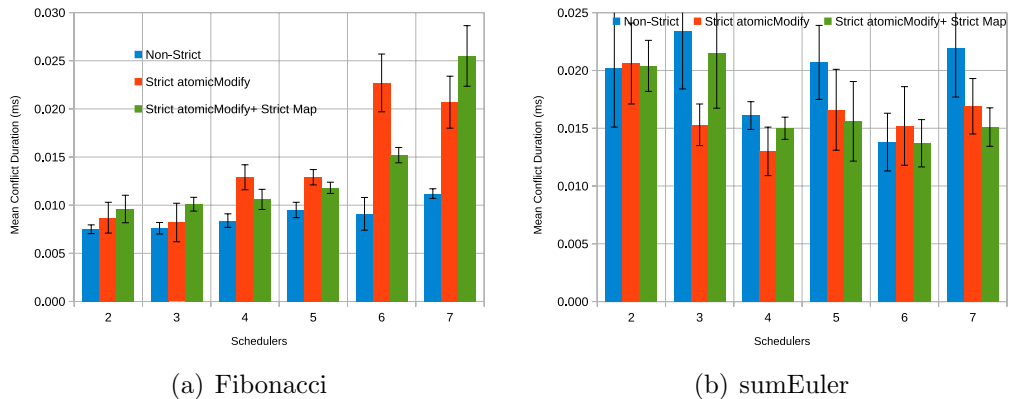 0.030
0.025
0.020
0.015
0.010
0.005
0.000
Mean Conflict Duration (ms)
Non-Strict
Strict atomicModify
Strict atomicModify+ Strict Map
2 3 4 5 6 7
Schedulers
(a) Fibonacci
0.025
0.020
0.015
0.010
0.005
0.000
Mean Conflict Duration (ms)
Non-Strict Strict atomicModify Strict atomicModify+ Strict Map
2 3 4 5 6 7
Schedulers
(b) sumEuler